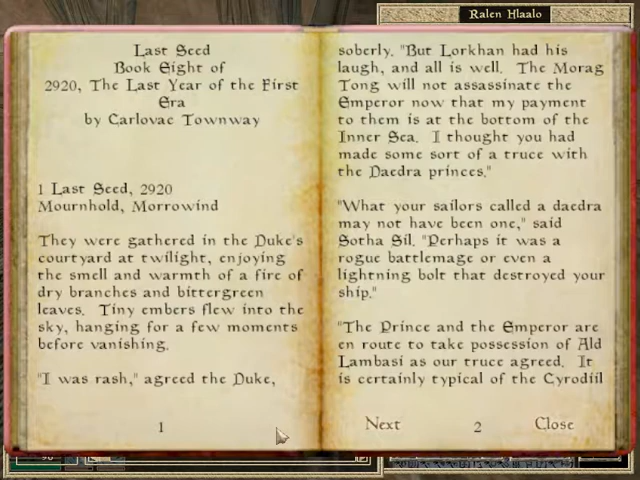 Ralen Hlaalo
Last Seed
Book Eight of
2920, The Last Year of the First
Era
by Carlovac Townway
1 Last Seed, 2920
Mournhold, Morrowind
They were gathered in the Duke's
courtyard at twilight, enjoying
the smell and warmth of a fire of
dry branches and bittergreen
leaves. Tiny embers flew into the
sky, hanging for a few moments
before vanishing.
"I was rash," agreed the Duke,
1
soberly. "But Lorkhan had his
laugh, and all is well. The Morag
Tong will not assassinate the
Emperor now that my payment
to them is at the bottom of the
Inner Sea. I thought you had
made some sort of a truce with
the Daedra princes."
"What your sailors called a daedra
may not have been one," said
Sotha Sil. "Perhaps it was a
rogue battlemage or even a
lightning bolt that destroyed your
ship."
"The Prince and the Emperor are
en route to take possession of Ald
Lambasi as our truce agreed. It
is certainly typical of the Cyrodiil
Next
2
Close